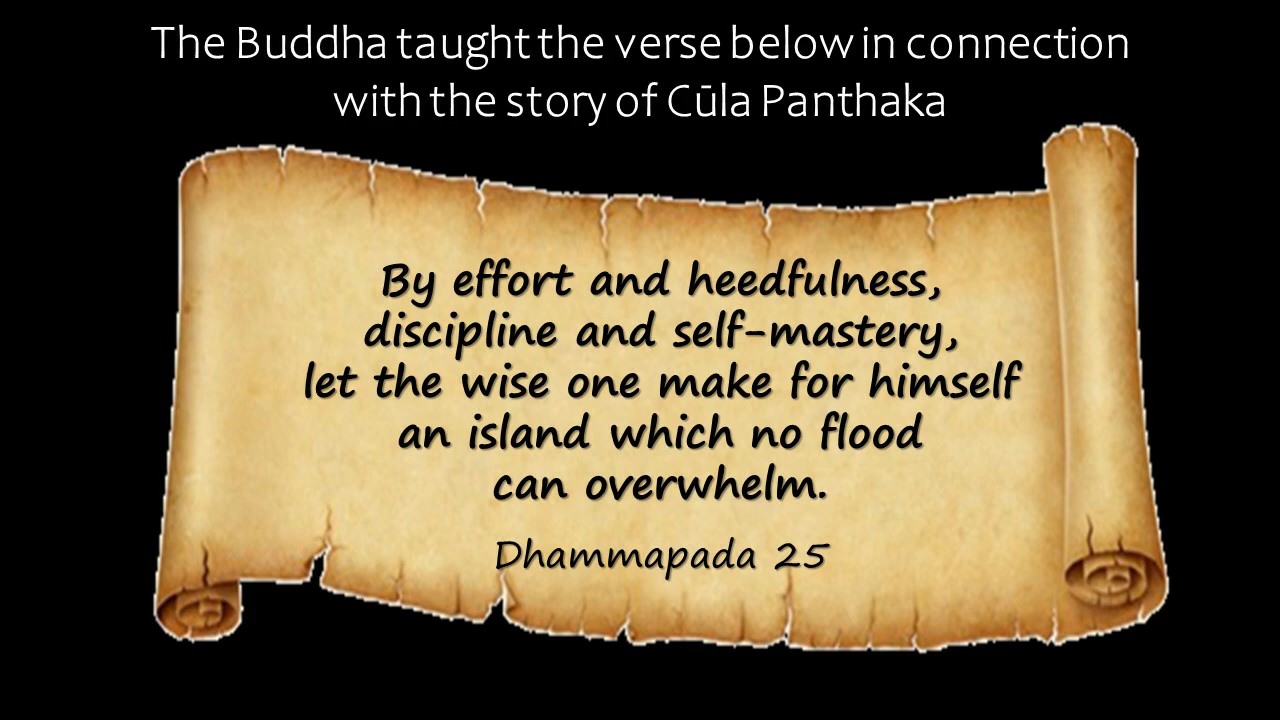 The Buddha taught the verse below in connection
with the story of Cūla Panthaka
By effort and heedfulness,
discipline and self-mastery,
let the wise one make for himself
an island which no flood
can overwhelm.
Dhammapada 25